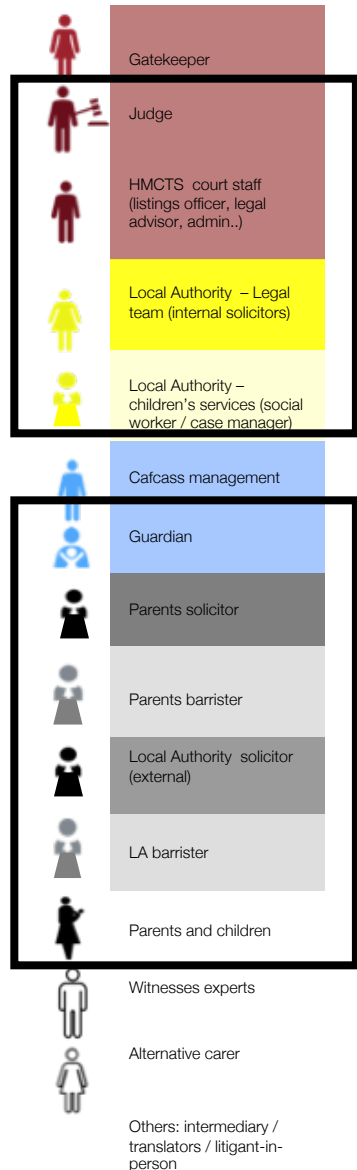 Gatekeeper
Judge
HMCTS court staff
(listings officer, legal
advisor, admin..)
Local Authority – Legal
team (internal solicitors)
Local Authority –
children's services (social
worker / case manager)
Cafcass management
Guardian
Parents solicitor
Parents barrister
Local Authority solicitor
(external)
LA barrister
Parents and children
Witnesses experts
Alternative carer
Others: intermediary /
translators / litigant-in-
person